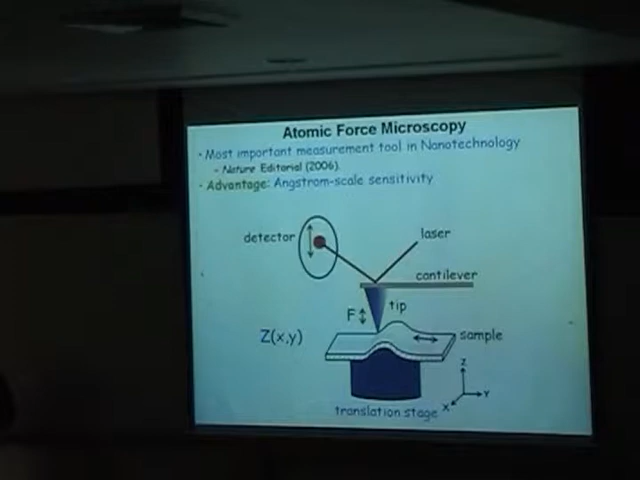 Atomic Force Microscopy
• Most important measurement tool in Nanotechnology
- Nature Editorial (2006).
• Advantage: Angstrom-scale sensitivity
detector
laser
cantilever
F
tip
Z(x,y)
sample
Z
Y
X
translation stage